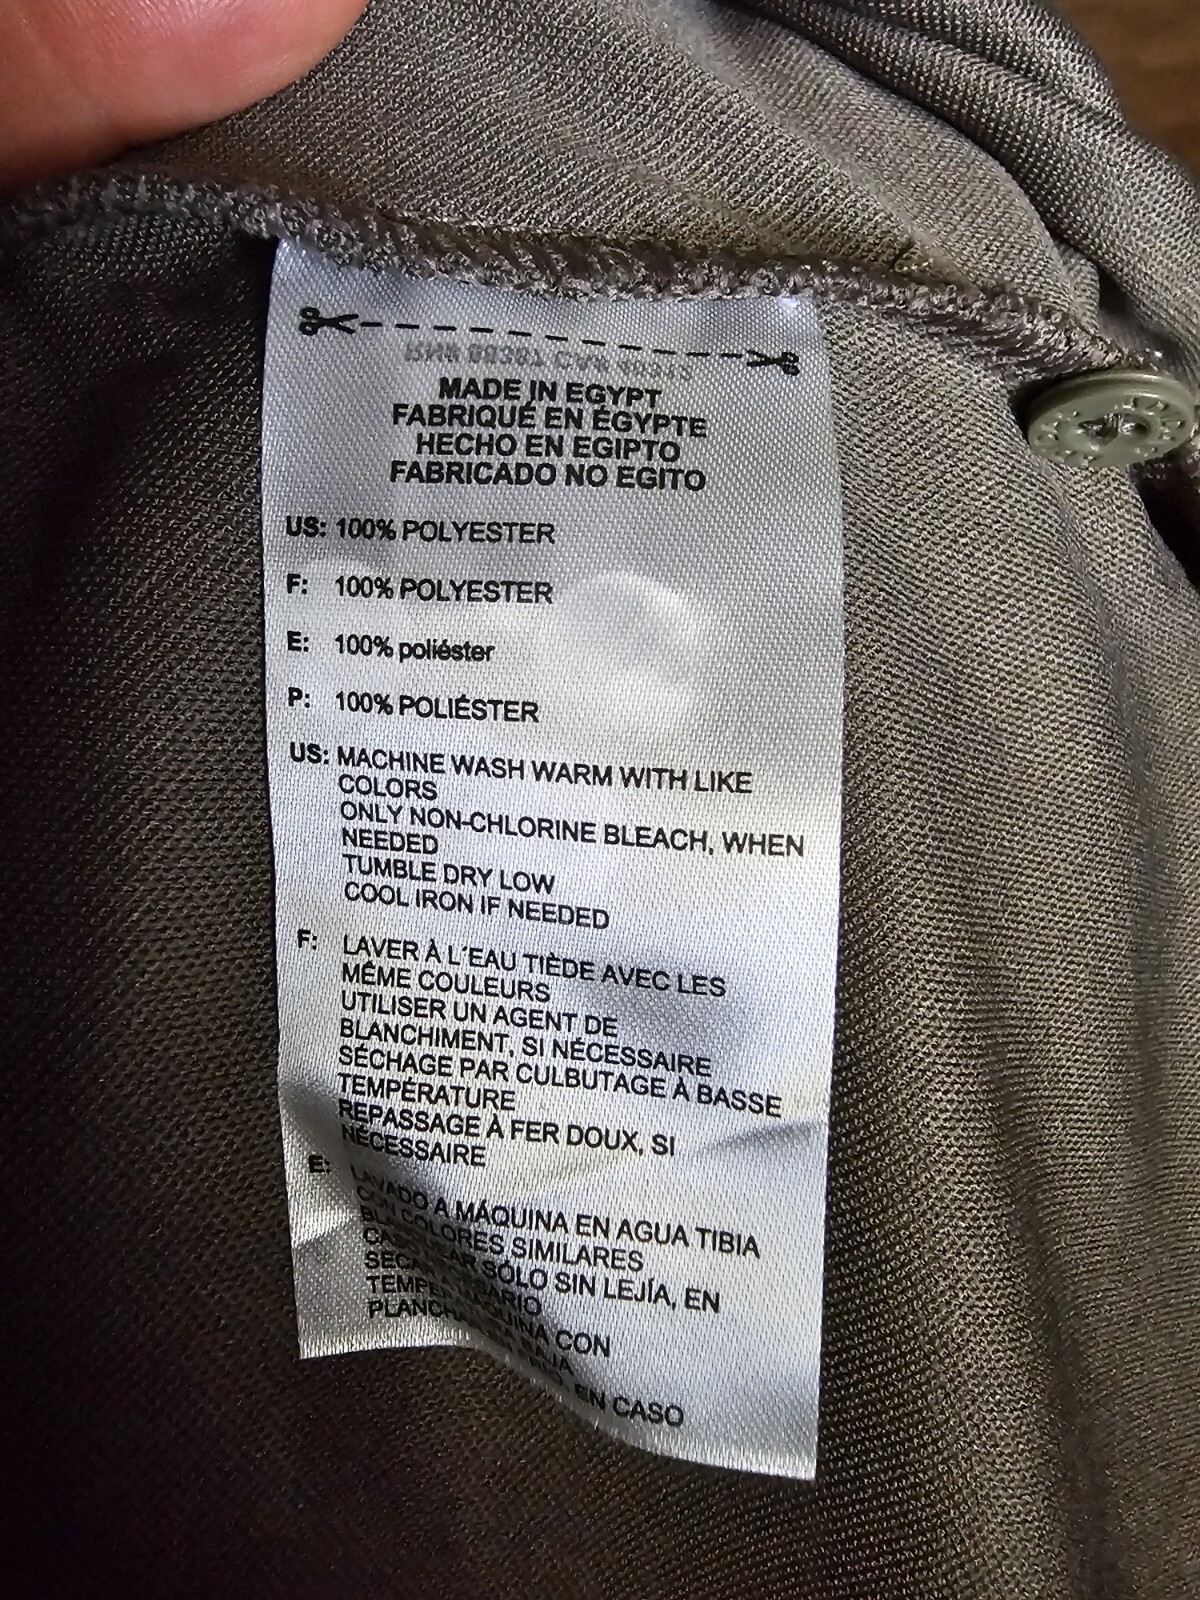 MADE IN EGYPT
FABRIQUÉ EN ÉGYPTE
HECHO EN EGIPTO
FABRICADO NO EGITO
US: 100% POLYESTER
F: 100% POLYESTER
E: 100% poliéster
P: 100% POLIÉSTER
US: MACHINE WASH WARM WITH LIKE
COLORS
ONLY NON-CHLORINE BLEACH, WHEN
NEEDED
TUMBLE DRY LOW
COOL IRON IF NEEDED
F: LAVER À L'EAU TIÈDE AVEC LES
MÊME COULEURS
UTILISER UN AGENT DE
BLANCHIMENT, SI NÉCESSAIRE
SÉCHAGE PAR CULBUTAGE À BASSE
TEMPÉRATURE
REPASSAGE À FER DOUX, SI
NÉCESSAIRE
E: LAVADO A MÁQUINA EN AGUA TIBIA
CON COLORES SIMILARES
SÓLO SIN LEJÍA, EN
CON
BAJA
EN CASO